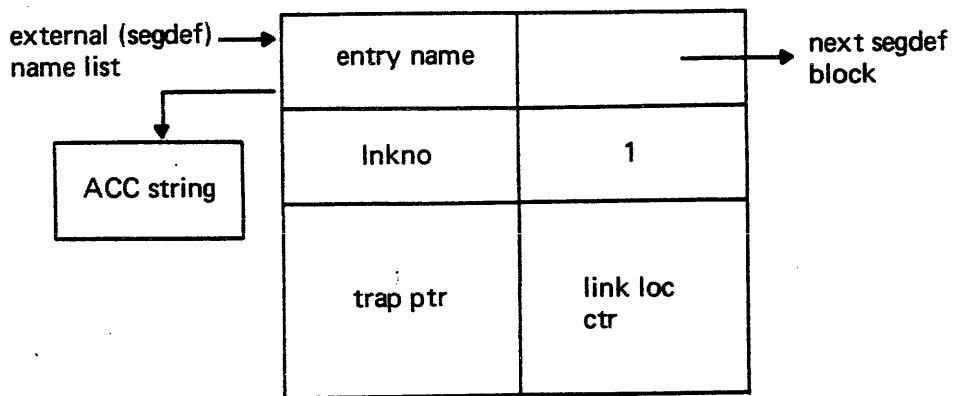 external (segdef)
name list
entry name
next segdef
block
lnkno
1
ACC string
trap ptr
link loc
ctr